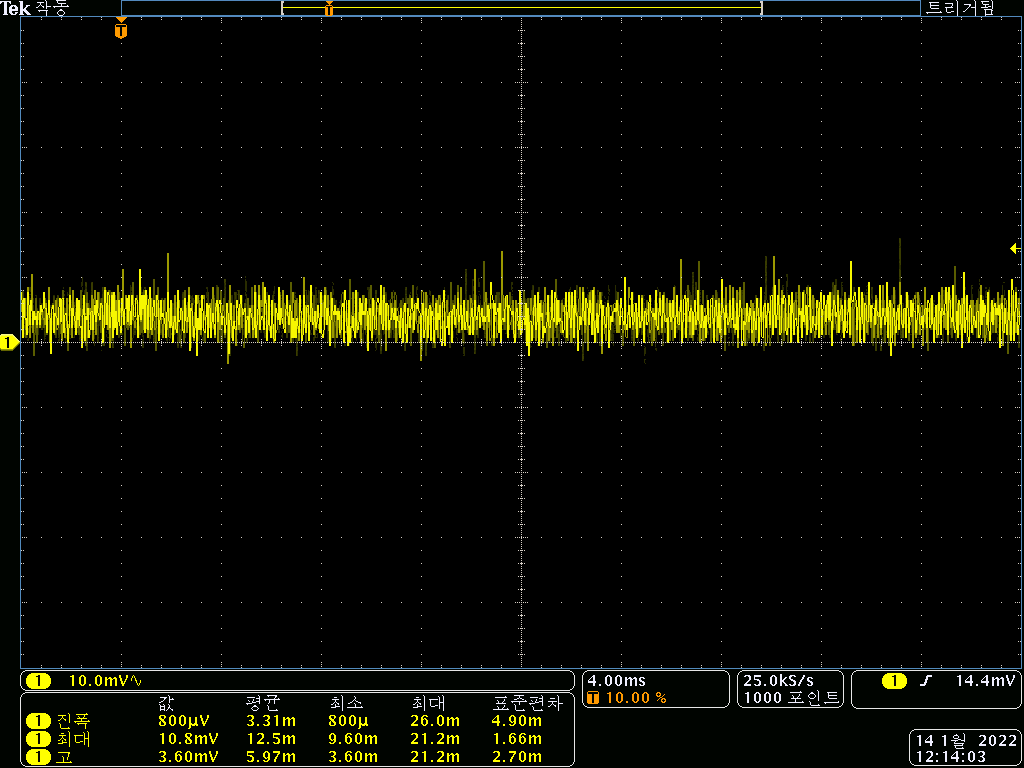 Tek 작동 T 트리거됨
T
1
1 10.0mV∿ 4.00ms 25.0kS/s 1 ∫ 14.4mV
T 10.00 % 1000 포인트
값 평균 최소 최대 표준편차
1 진폭 800µV 3.31m 800µ 26.0m 4.90m
1 최대 10.8mV 12.5m 9.60m 21.2m 1.66m
1 고 3.60mV 5.97m 3.60m 21.2m 2.70m
14 1월 2022
12:14:03